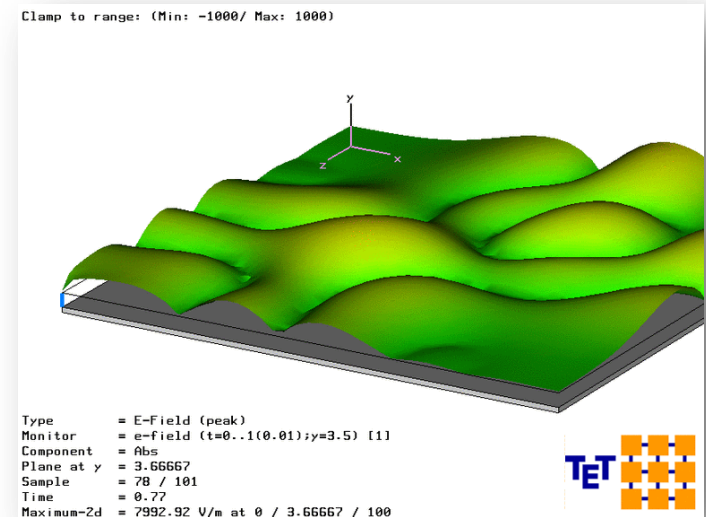 Clamp to range: (Min: -1000/ Max: 1000)
y
z
x
Type = E-Field (peak)
Monitor = e-field (t=0..1(0.01);y=3.5) [1]
Component = Abs
Plane at y = 3.66667
Sample = 78 / 101
Time = 0.77
Maximum-2d = 7992.92 V/m at 0 / 3.66667 / 100
TET